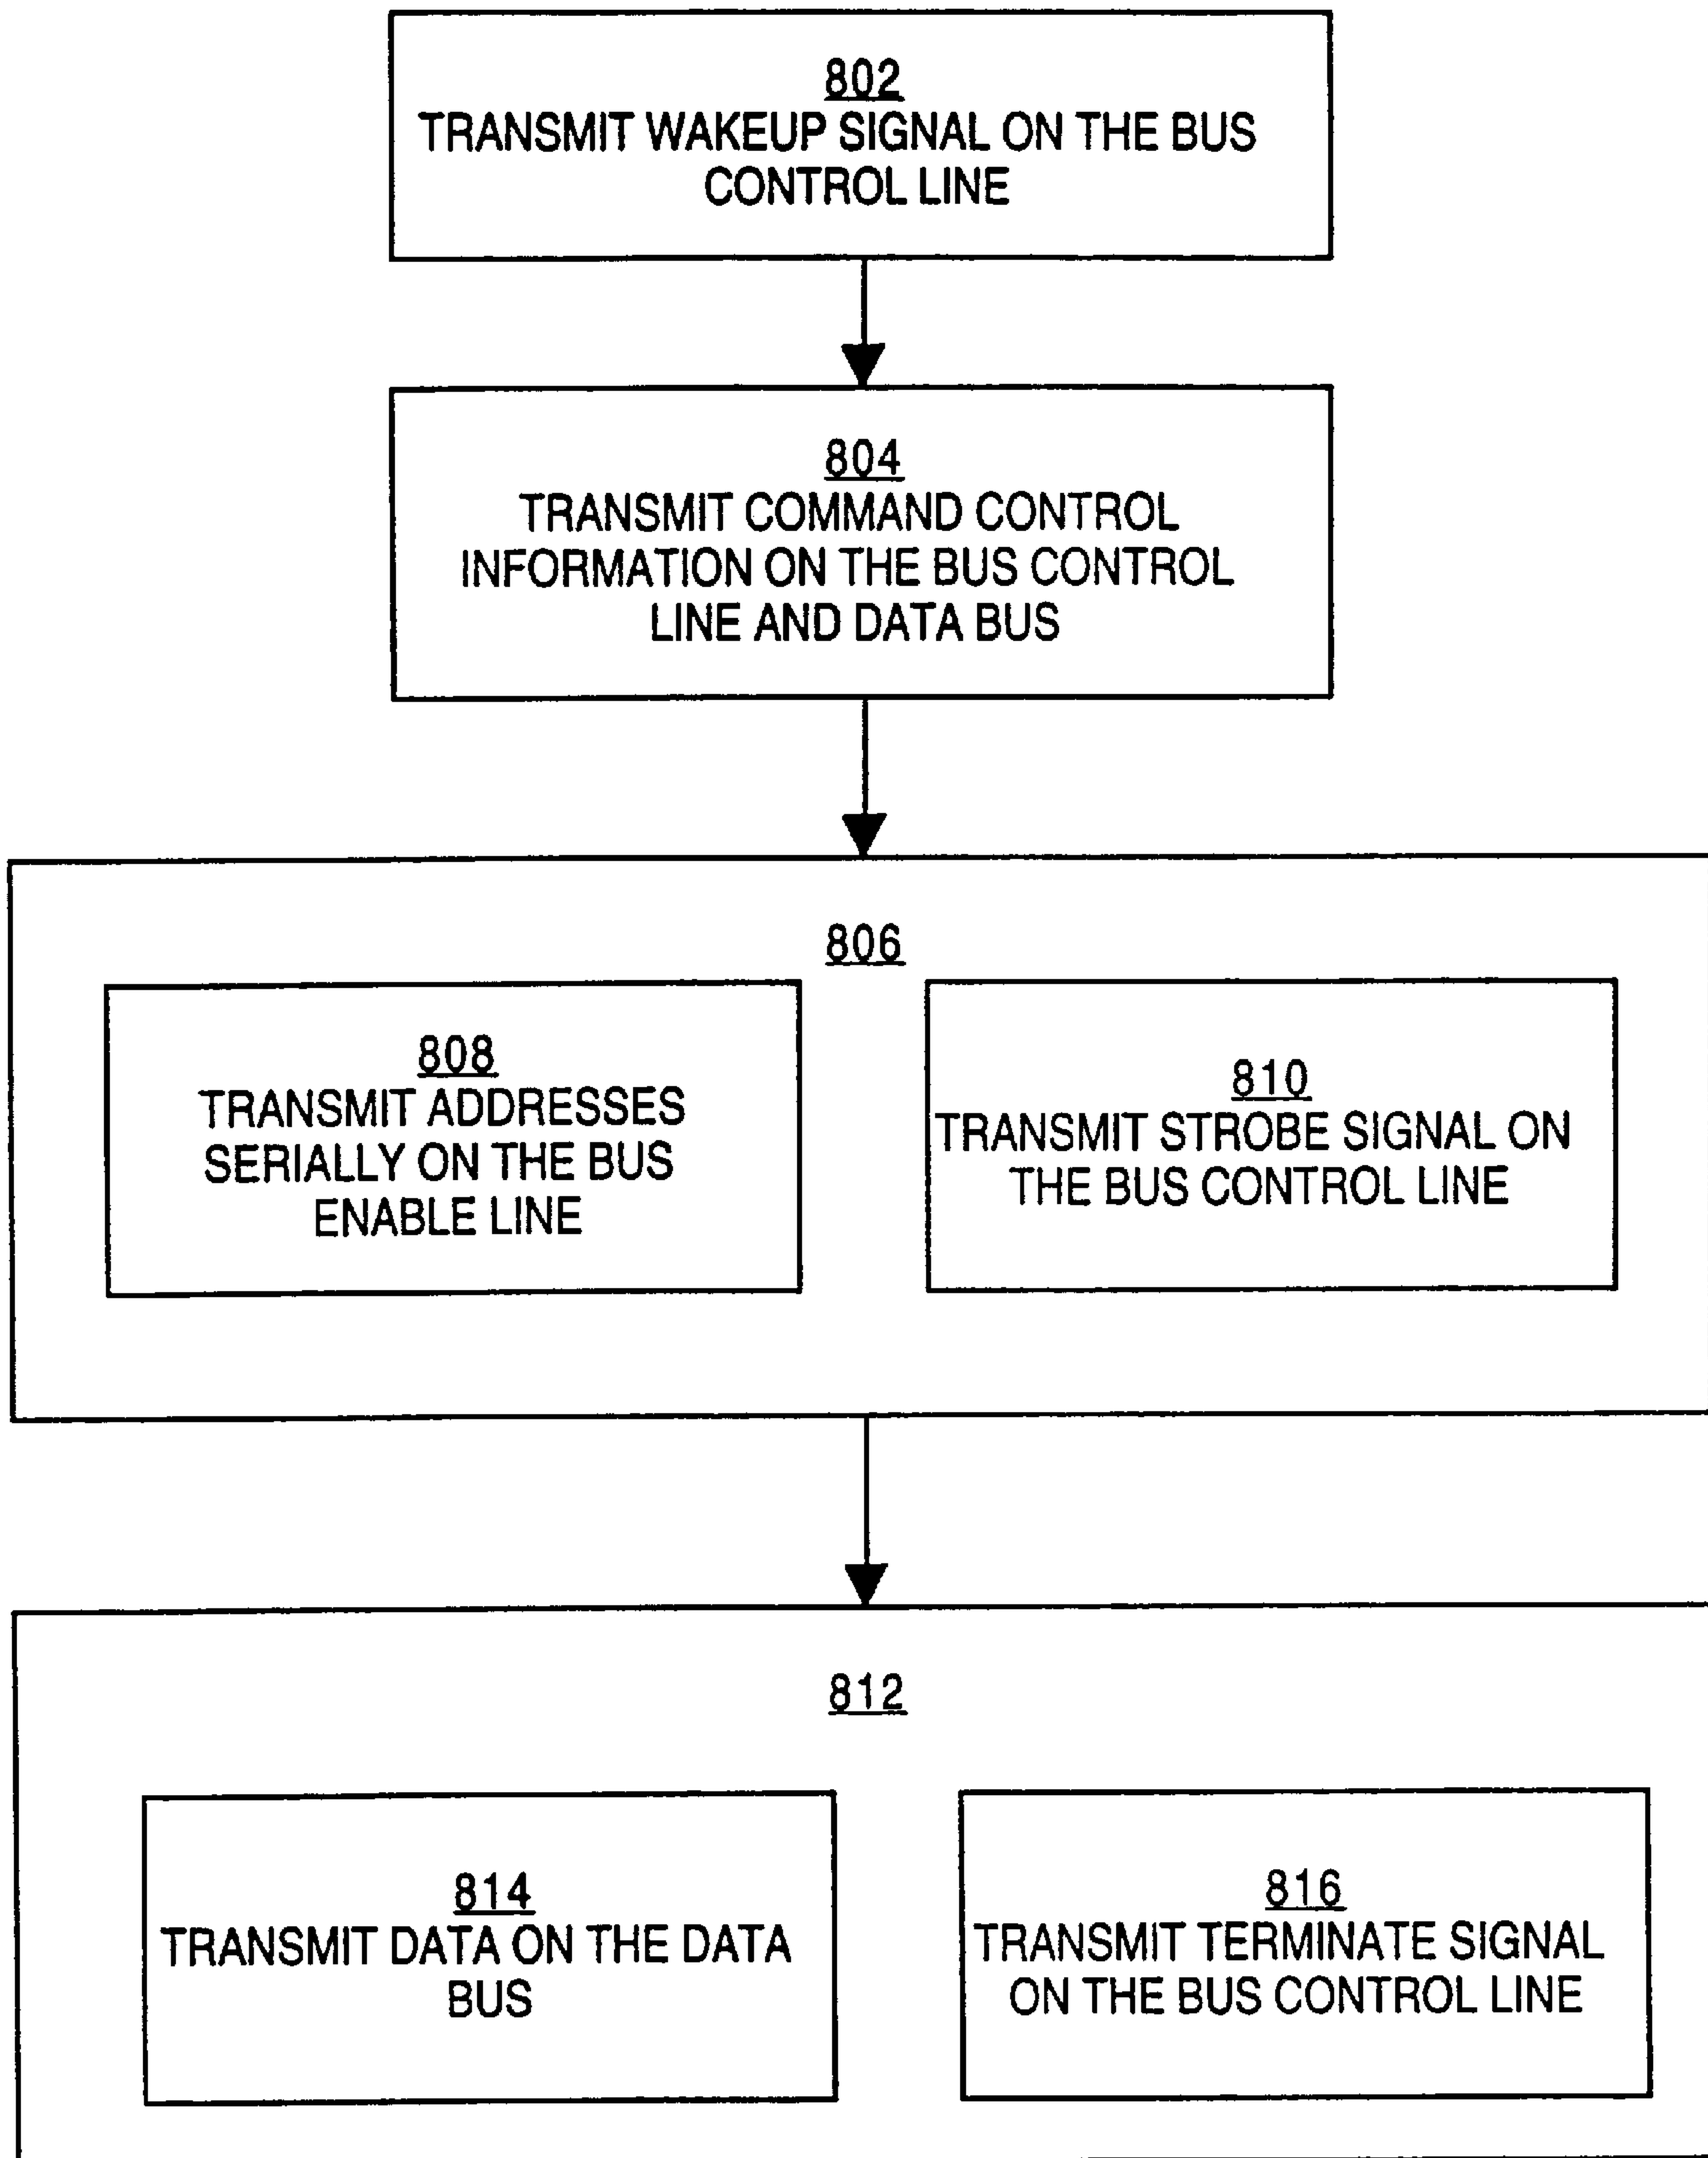 802
TRANSMIT WAKEUP SIGNAL ON THE BUS
CONTROL LINE
804
TRANSMIT COMMAND CONTROL
INFORMATION ON THE BUS CONTROL
LINE AND DATA BUS
806
808
TRANSMIT ADDRESSES
SERIALLY ON THE BUS
ENABLE LINE
810
TRANSMIT STROBE SIGNAL ON
THE BUS CONTROL LINE
812
814
TRANSMIT DATA ON THE DATA
BUS
816
TRANSMIT TERMINATE SIGNAL
ON THE BUS CONTROL LINE